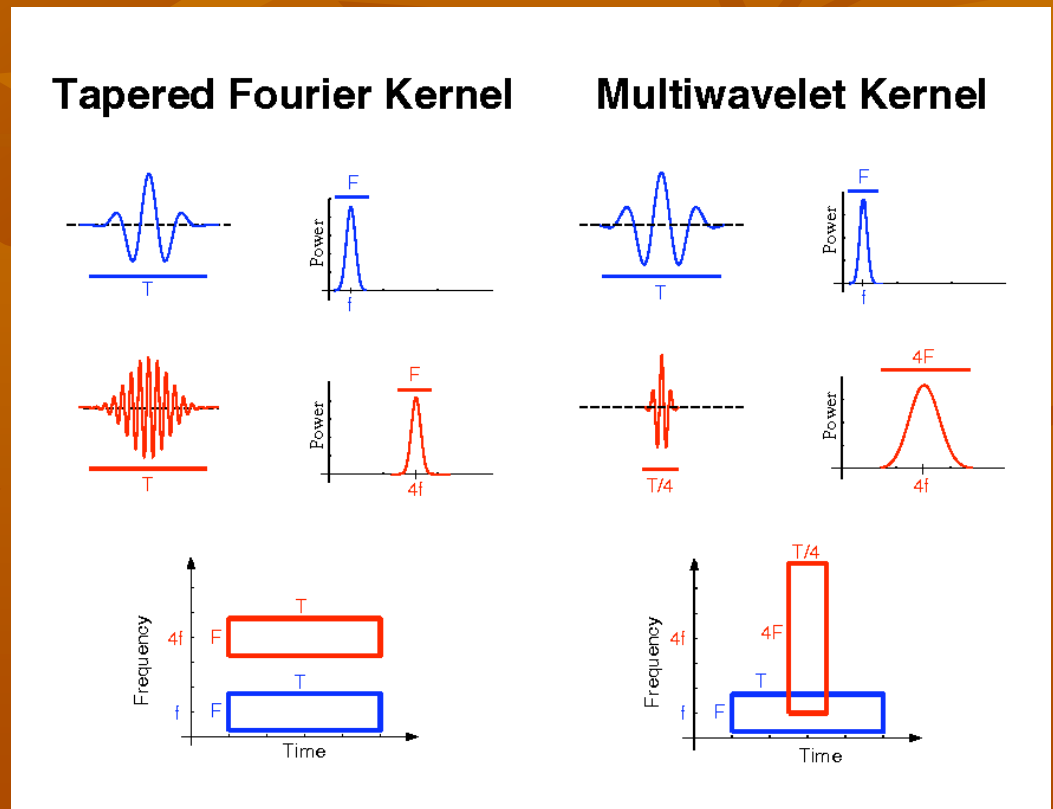 Tapered Fourier Kernel
Multiwavelet Kernel
F
Power
T
f
F
Power
T
f
F
Power
T
4f
4F
Power
T/4
4f
T
4f
F
Frequency
T
f
F
Time
T/4
4f
4F
Frequency
T
f
F
Time